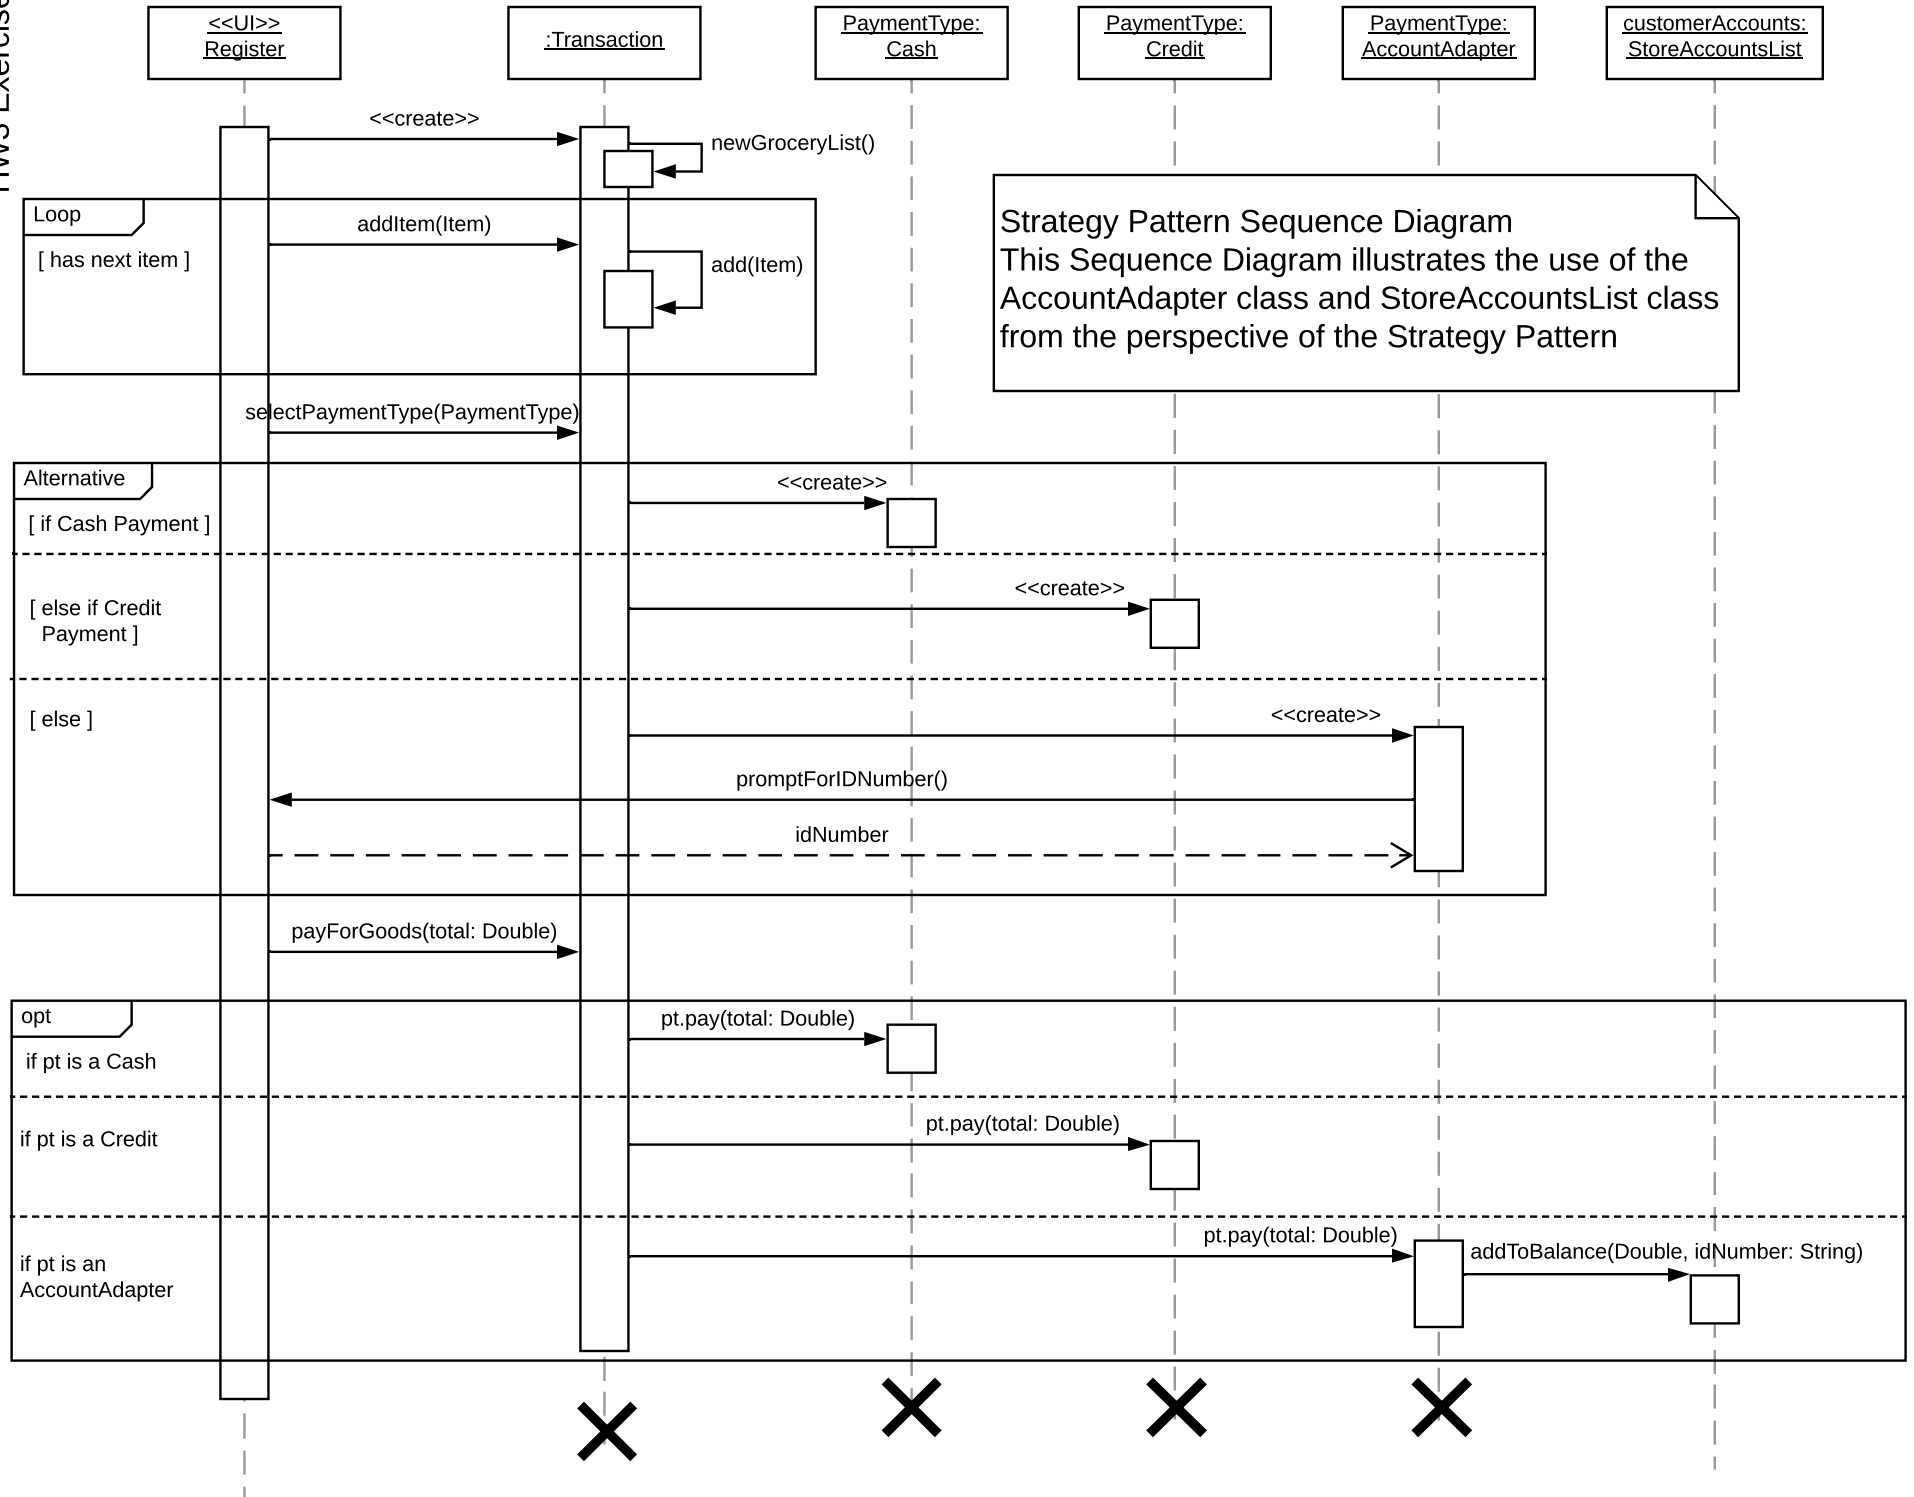 HW5 Exercise
<<UI>>
Register
:Transaction
PaymentType:
Cash
PaymentType:
Credit
PaymentType:
AccountAdapter
customerAccounts:
StoreAccountsList
<<create>>
newGroceryList()
Loop
addItem(Item)
[ has next item ]
add(Item)
Strategy Pattern Sequence Diagram
This Sequence Diagram illustrates the use of the
AccountAdapter class and StoreAccountsList class
from the perspective of the Strategy Pattern
selectPaymentType(PaymentType)
Alternative
<<create>>
[ if Cash Payment ]
<<create>>
[ else if Credit
Payment ]
<<create>>
[ else ]
promptForIDNumber()
idNumber
payForGoods(total: Double)
opt
pt.pay(total: Double)
if pt is a Cash
pt.pay(total: Double)
if pt is a Credit
pt.pay(total: Double)
addToBalance(Double, idNumber: String)
if pt is an
AccountAdapter